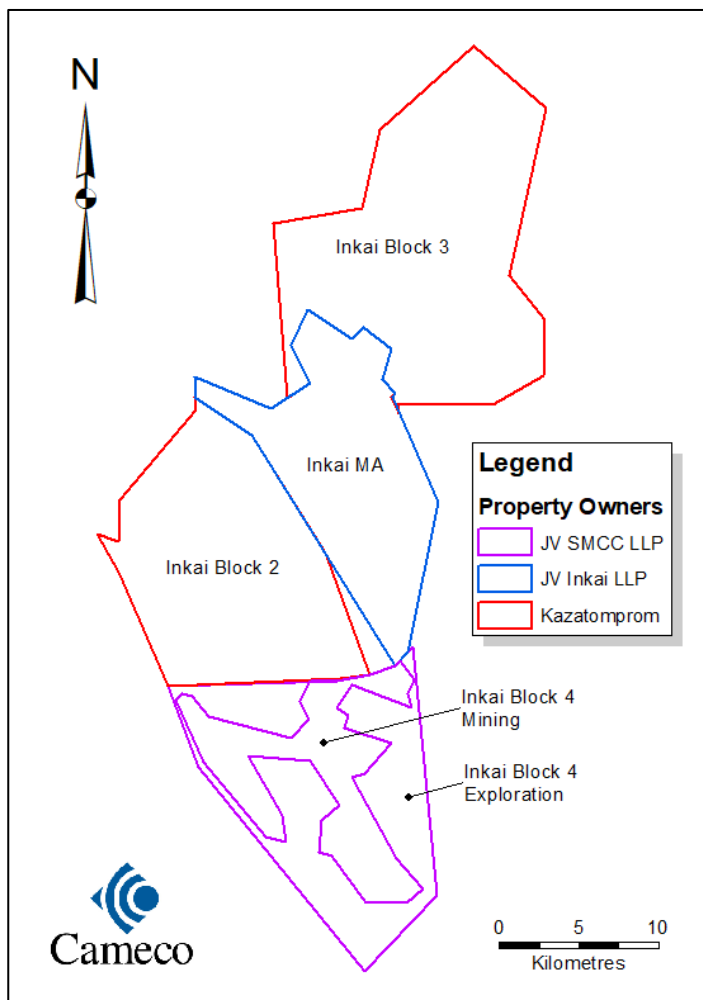 N
Inkai Block 3
Inkai MA
Inkai Block 2
Legend
Property Owners
JV SMCC LLP
JV Inkai LLP
Kazatomprom
Inkai Block 4
Mining
Inkai Block 4
Exploration
Cameco
0 5 10
Kilometres